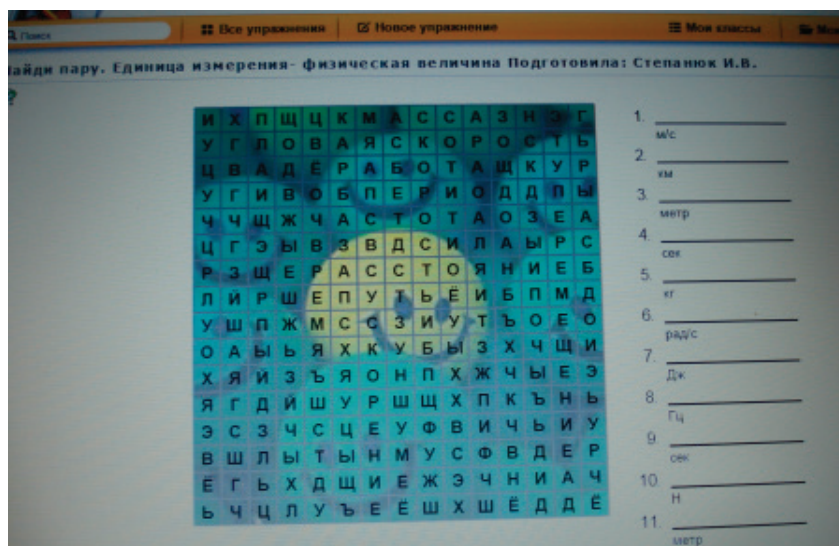 Поиск
Все упражнения
Новое упражнение
Мои классы
Найди пару. Единица измерения- физическая величина Подготовила: Степанюк И.В.
И Х П Щ Ц К М А С С А З Н Э Г
У Г Л О В А Я С К О Р О С Т Ь
Ц В А Д Ё Р А Б О Т А Щ К У Р
У Г И В О Б П Е Р И О Д Д П Ы
Ч Ч Щ Ж Ч А С Т О Т А О З Е А
Ц Г Э Ы В З В Д С И Л А Ы Р С
Р З Щ Е Р А С С Т О Я Н И Е Б
Л И Р Ш Е П У Т Ь Ё И Б П М Д
У Ш П Ж М С С З И У Т Ъ О Е О
О А Ы Ь Я Х К У Б Ы З Х Ч Щ И
Х Я Й З Ъ Я О Н П Х Ж Ч Ы Е Э
Я Г Д Й Ш У Р Ш Щ Х П К Ъ Н Ь
Э С З Ч С Ц Е У Ф В И Ч Ь И У
В Ш Л Ы Т Ы Н М У С Ф В Д Е Р
Ё Г Ь Х Д Щ И Е Ж Э Ч Н И А Ч
Ь Ч Ц Л У Ъ Е Ё Ш Х Ш Ё Д Д Ё
1.
м/с
2.
км
3.
метр
4.
сек
5.
кг
6.
рад/с
7.
Дж
8.
Гц
9.
сек
10.
Н
11.
метр